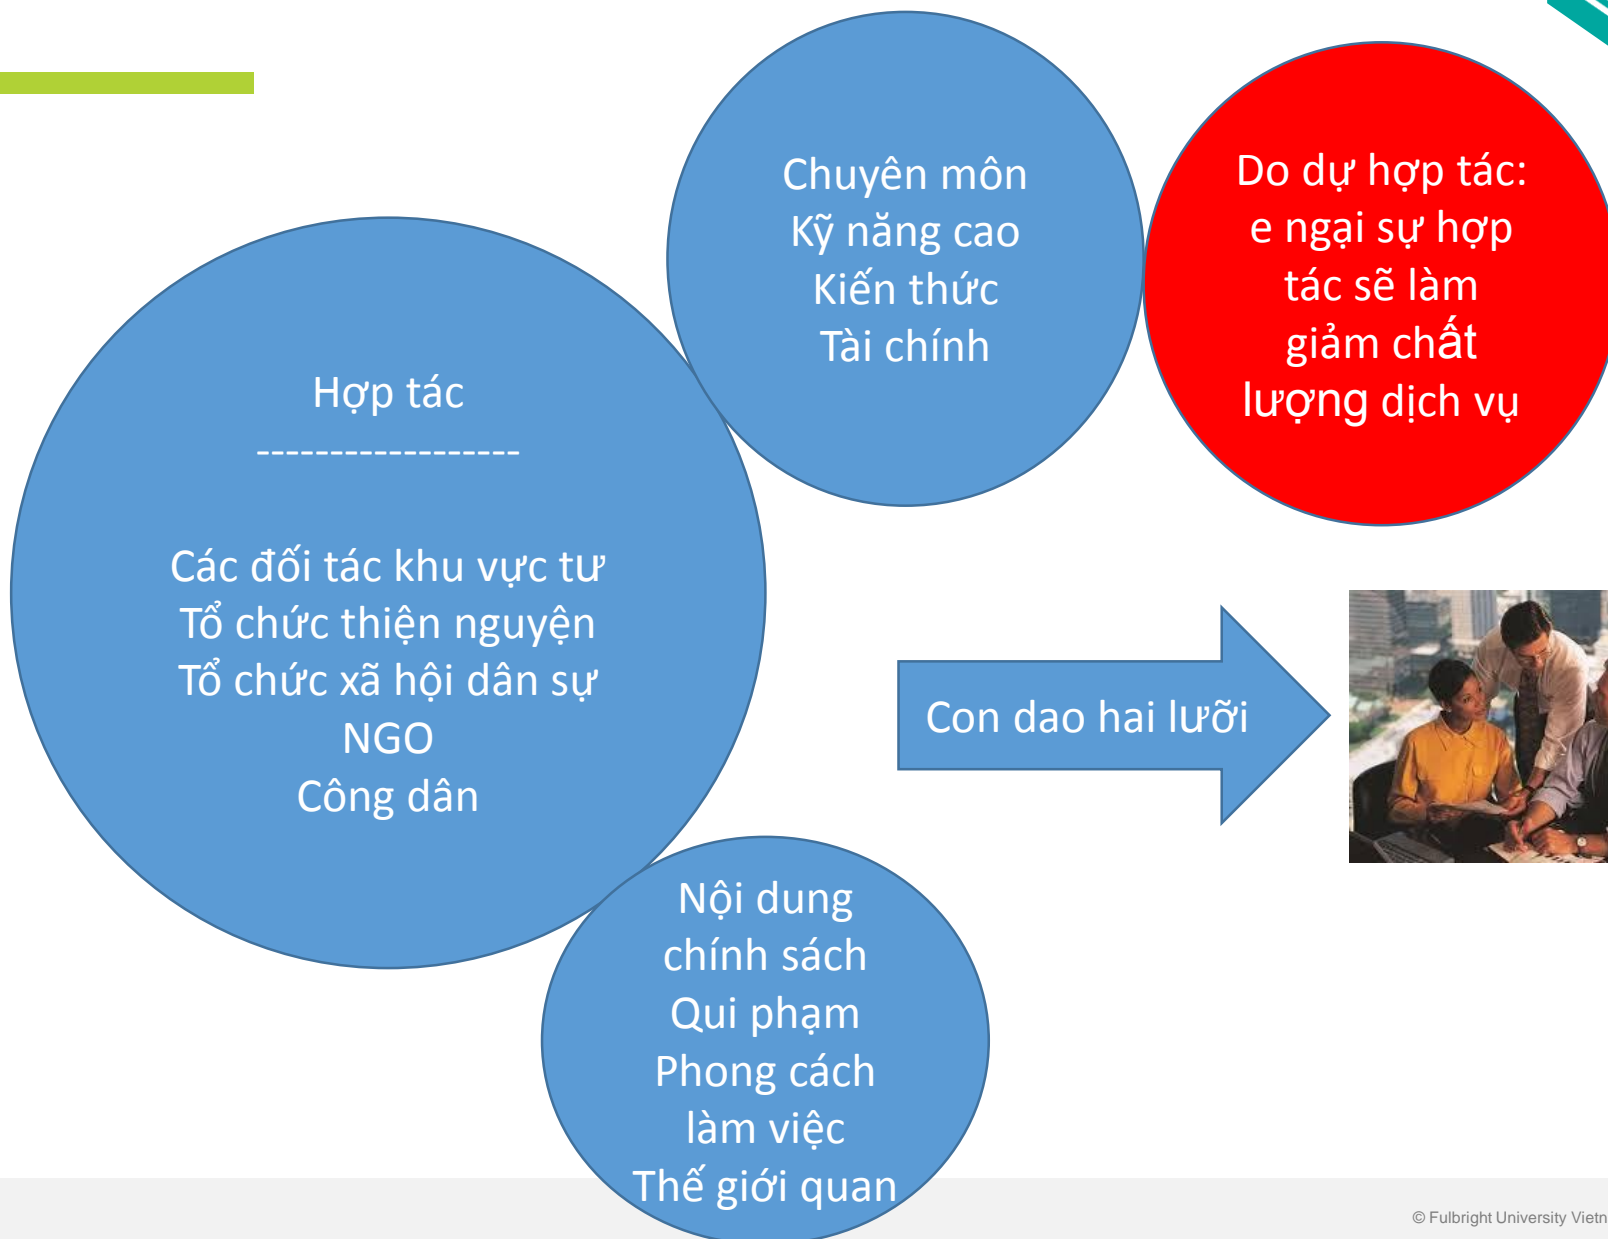 Hợp tác
------------------
Các đối tác khu vực tư
Tổ chức thiện nguyện
Tổ chức xã hội dân sự
NGO
Công dân
Chuyên môn
Kỹ năng cao
Kiến thức
Tài chính
Do dự hợp tác:
e ngại sự hợp
tác sẽ làm
giảm chất
lượng dịch vụ
Con dao hai lưỡi
Nội dung
chính sách
Qui phạm
Phong cách
làm việc
Thế giới quan
© Fulbright University Vietn